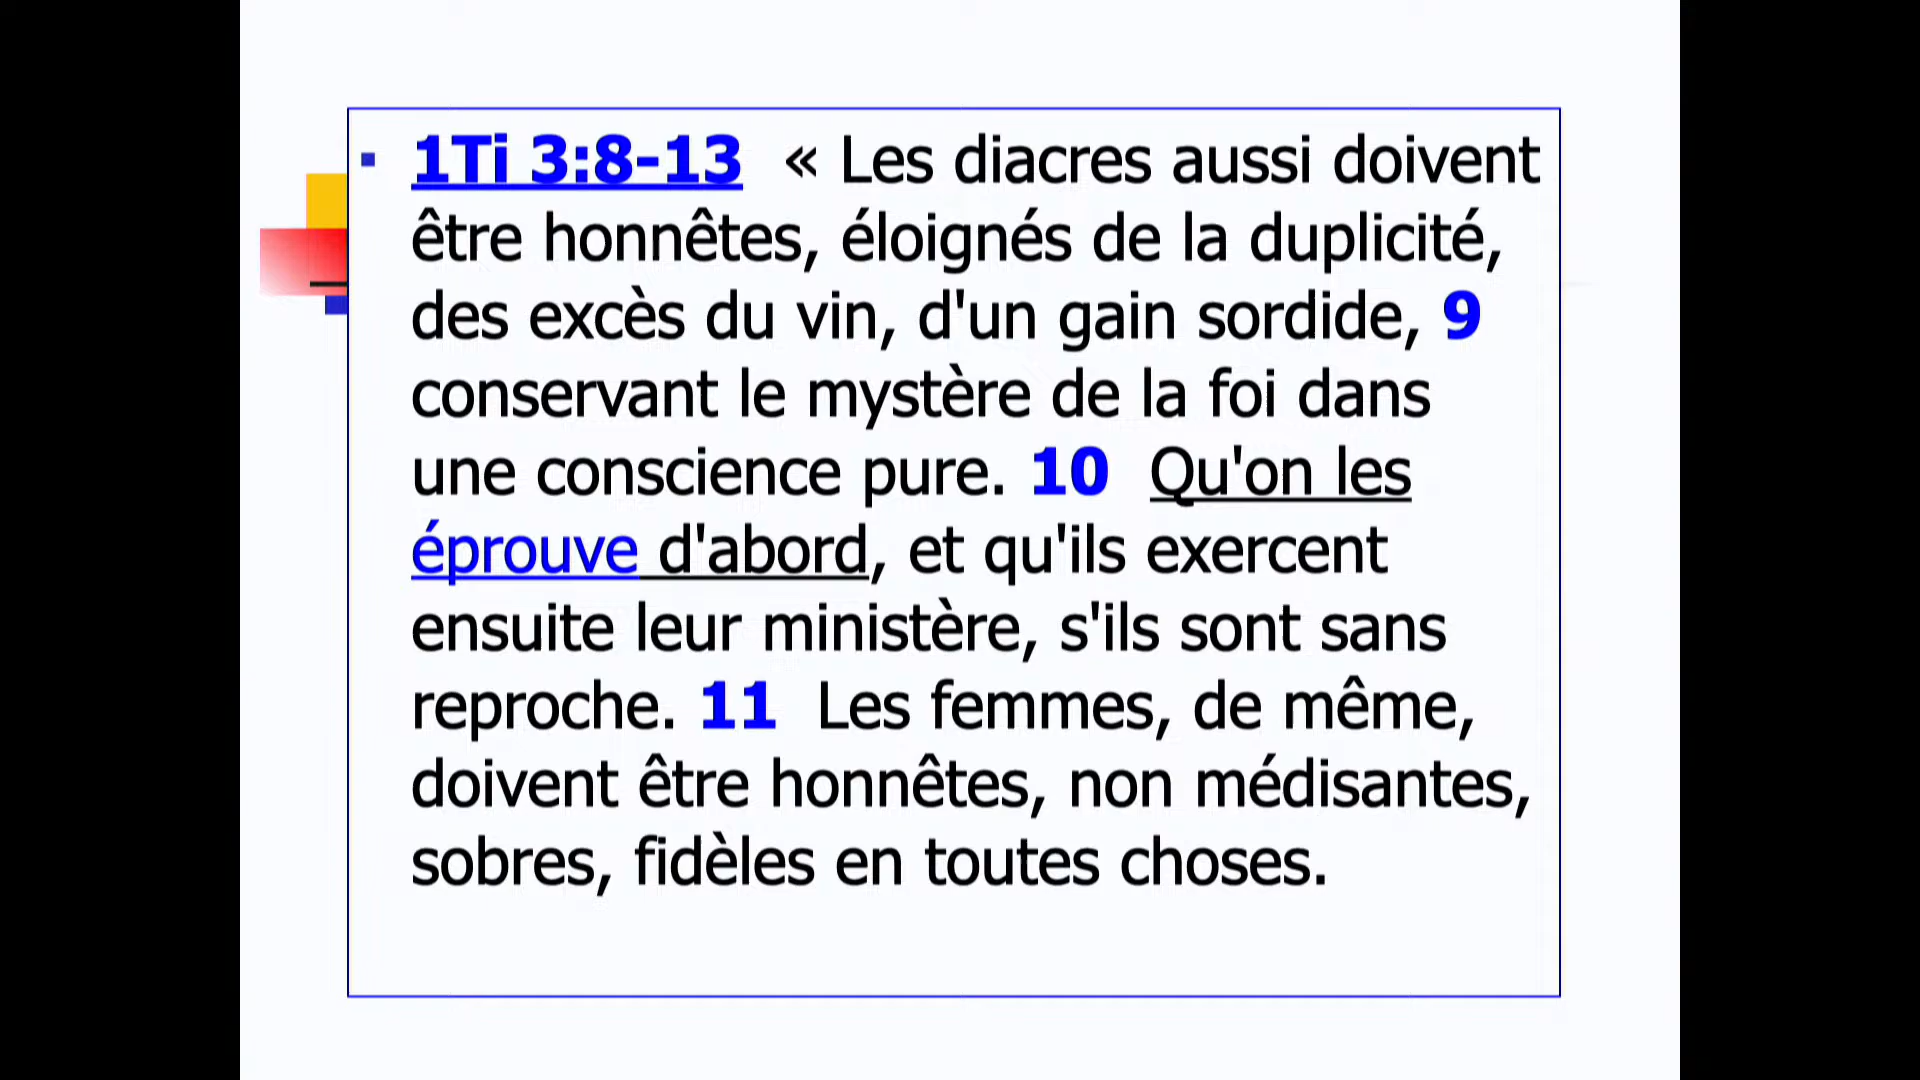 1Ti 3:8-13 « Les diacres aussi doivent
être honnêtes, éloignés de la duplicité,
des excès du vin, d'un gain sordide, 9
conservant le mystère de la foi dans
une conscience pure. 10 Qu'on les
éprouve d'abord, et qu'ils exercent
ensuite leur ministère, s'ils sont sans
reproche. 11 Les femmes, de même,
doivent être honnêtes, non médisantes,
sobres, fidèles en toutes choses.